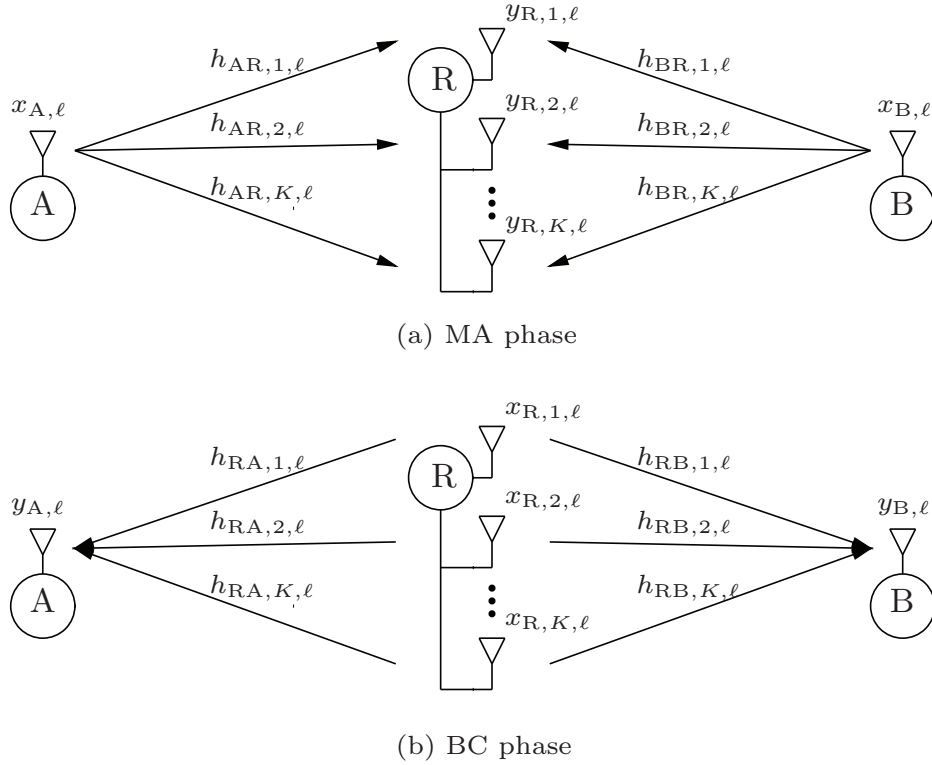 y_{R,1,ℓ}
h_{AR,1,ℓ} h_{BR,1,ℓ}
R
x_{A,ℓ} y_{R,2,ℓ} x_{B,ℓ}
h_{AR,2,ℓ} h_{BR,2,ℓ}
h_{AR,K,ℓ} h_{BR,K,ℓ}
A B
y_{R,K,ℓ}
(a) MA phase
x_{R,1,ℓ}
h_{RA,1,ℓ} h_{RB,1,ℓ}
R
y_{A,ℓ} x_{R,2,ℓ} y_{B,ℓ}
h_{RA,2,ℓ} h_{RB,2,ℓ}
h_{RA,K,ℓ} h_{RB,K,ℓ}
A B
x_{R,K,ℓ}
(b) BC phase